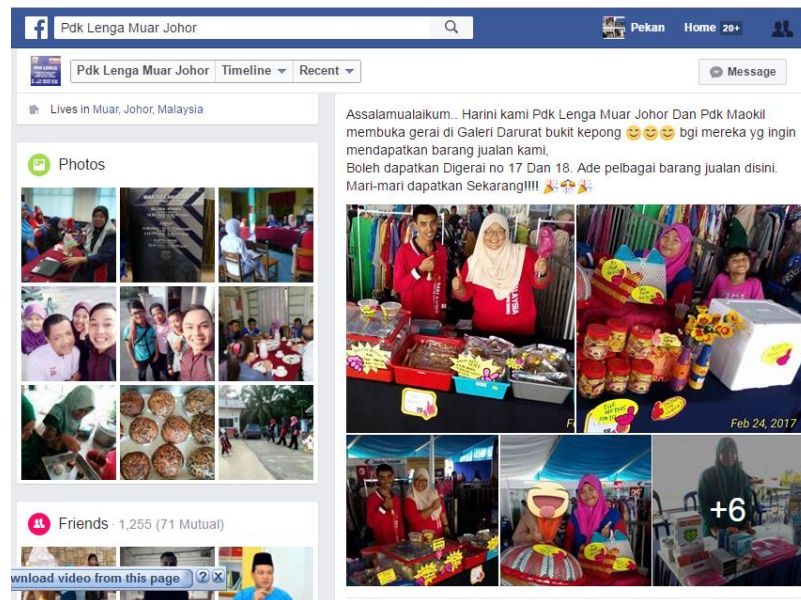 Pdk Lenga Muar Johor
Pekan
Home 20+
Pdk Lenga Muar Johor
Timeline
Recent
Message
Lives in Muar, Johor, Malaysia
Photos
Friends · 1,255 (71 Mutual)
wnload video from this page ? X
Assalamualaikum.. Harini kami Pdk Lenga Muar Johor Dan Pdk Maokil
membuka gerai di Galeri Darurat bukit kepong 😊😊😊 bgi mereka yg ingin
mendapatkan barang jualan kami,
Boleh dapatkan Digerai no 17 Dan 18. Ade pelbagai barang jualan disini.
Mari-mari dapatkan Sekarang!!!! 🎉🎊🎉
Feb 24, 2017
+6